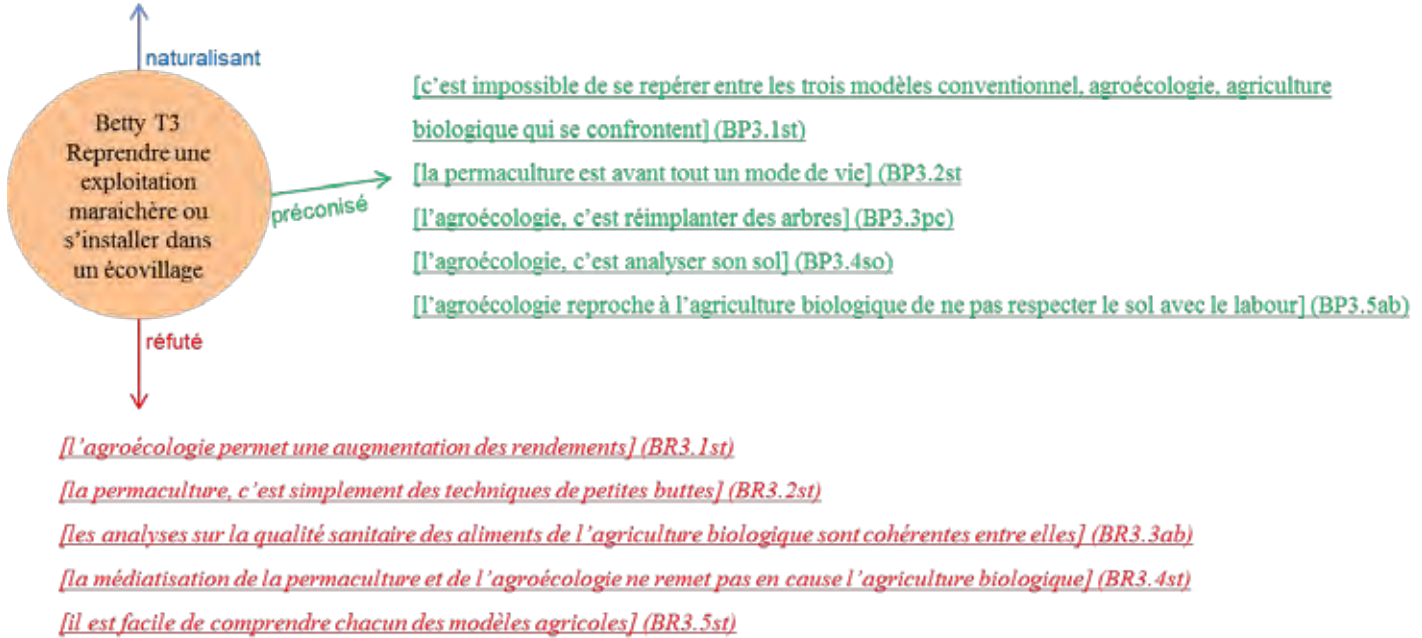 naturalisant
Betty T3
Reprendre une
exploitation
maraichère ou
s'installer dans
un écovillage
préconisé
[c'est impossible de se repérer entre les trois modèles conventionnel, agroécologie, agriculture
biologique qui se confrontent] (BP3.1st)
[la permaculture est avant tout un mode de vie] (BP3.2st
[l'agroécologie, c'est réimplanter des arbres] (BP3.3pc)
[l'agroécologie, c'est analyser son sol] (BP3.4so)
[l'agroécologie reproche à l'agriculture biologique de ne pas respecter le sol avec le labour] (BP3.5ab)
réfuté
[l'agroécologie permet une augmentation des rendements] (BR3.1st)
[la permaculture, c'est simplement des techniques de petites buttes] (BR3.2st)
[les analyses sur la qualité sanitaire des aliments de l'agriculture biologique sont cohérentes entre elles] (BR3.3ab)
[la médiatisation de la permaculture et de l'agroécologie ne remet pas en cause l'agriculture biologique] (BR3.4st)
[il est facile de comprendre chacun des modèles agricoles] (BR3.5st)